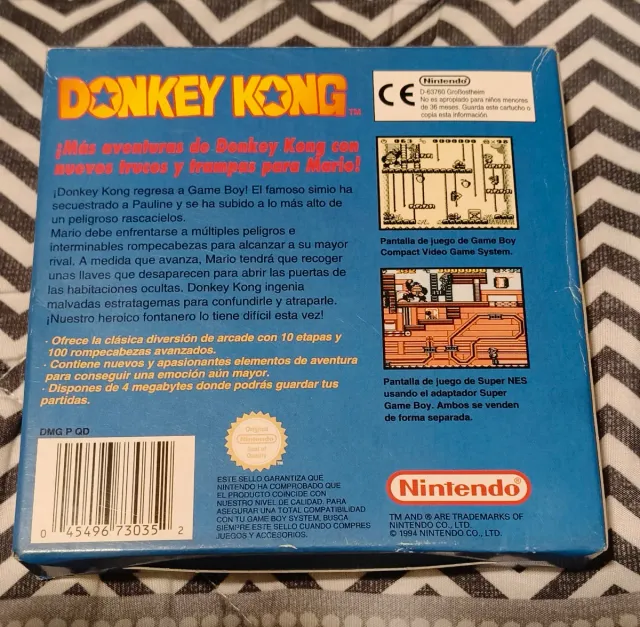 DONKEY KONG™
¡Más aventuras de Donkey Kong con
nuevos trucos y trampas para Mario!
¡Donkey Kong regresa a Game Boy! El famoso simio ha
secuestrado a Pauline y se ha subido a lo más alto de
un peligroso rascacielos.
Mario debe enfrentarse a múltiples peligros e
interminables rompecabezas para alcanzar a su mayor
rival. A medida que avanza, Mario tendrá que recoger
unas llaves que desaparecen para abrir las puertas de
las habitaciones ocultas. Donkey Kong ingenia
malvadas estratagemas para confundirle y atraparle.
¡Nuestro heroico fontanero lo tiene difícil esta vez!
· Ofrece la clásica diversión de arcade con 10 etapas y
100 rompecabezas avanzados.
· Contiene nuevos y apasionantes elementos de aventura
para conseguir una emoción aún mayor.
· Dispones de 4 megabytes donde podrás guardar tus
partidas.
DMG P QD
0 45496 73035 2
Original
Nintendo
Seal of
Quality
ESTE SELLO GARANTIZA QUE
NINTENDO HA COMPROBADO QUE
EL PRODUCTO COINCIDE CON
NUESTRO NIVEL DE CALIDAD. PARA
ASEGURAR UNA TOTAL COMPATIBILIDAD
CON TU GAME BOY SYSTEM, BUSCA
SIEMPRE ESTE SELLO CUANDO COMPRES
JUEGOS Y ACCESORIOS.
CE
Nintendo
D-63760 Großostheim
No es apropiado para niños menores
de 36 meses. Guarda este cartucho o
copia esta información.
Pantalla de juego de Game Boy
Compact Video Game System.
Pantalla de juego de Super NES
usando el adaptador Super
Game Boy. Ambos se venden
de forma separada.
Nintendo
TM AND ® ARE TRADEMARKS OF
NINTENDO CO., LTD.
© 1994 NINTENDO CO., LTD.